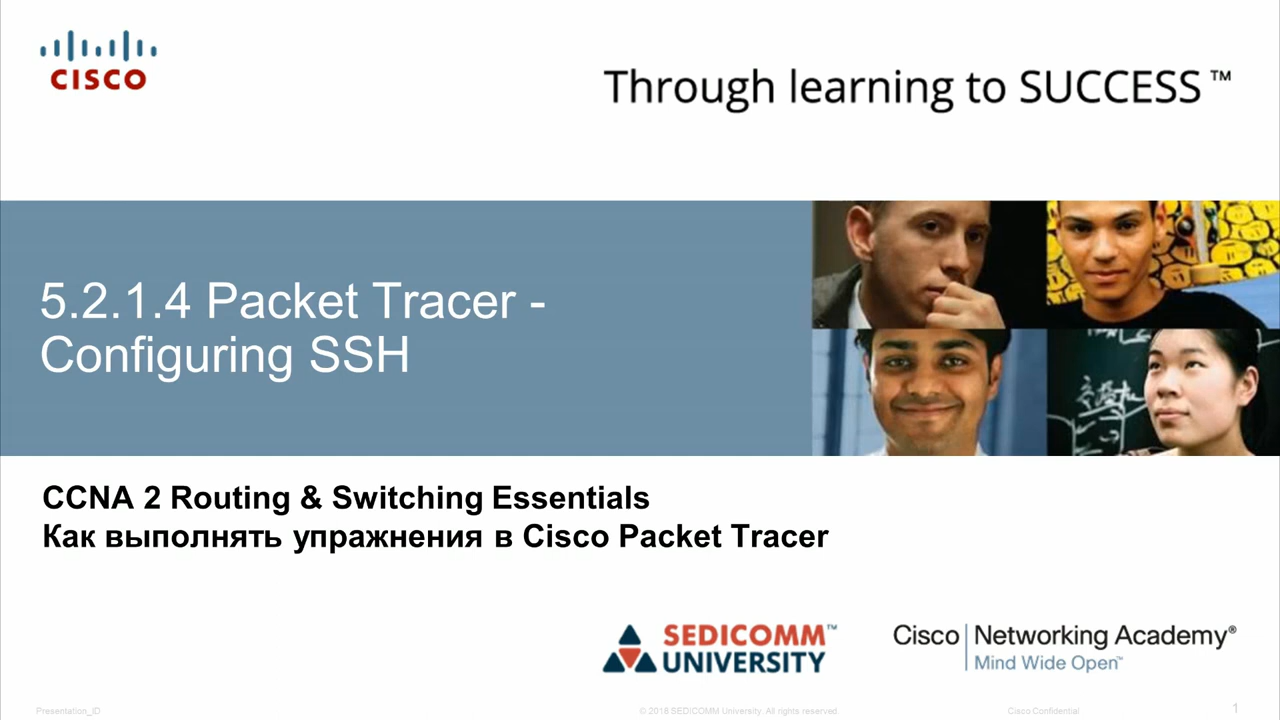 CISCO
Through learning to SUCCESS™
5.2.1.4 Packet Tracer -
Configuring SSH
CCNA 2 Routing & Switching Essentials
Как выполнять упражнения в Cisco Packet Tracer
SEDICOMM™
UNIVERSITY
Cisco Networking Academy®
Mind Wide Open™
Presentation_ID
© 2018 SEDICOMM University. All rights reserved.
Cisco Confidential
1